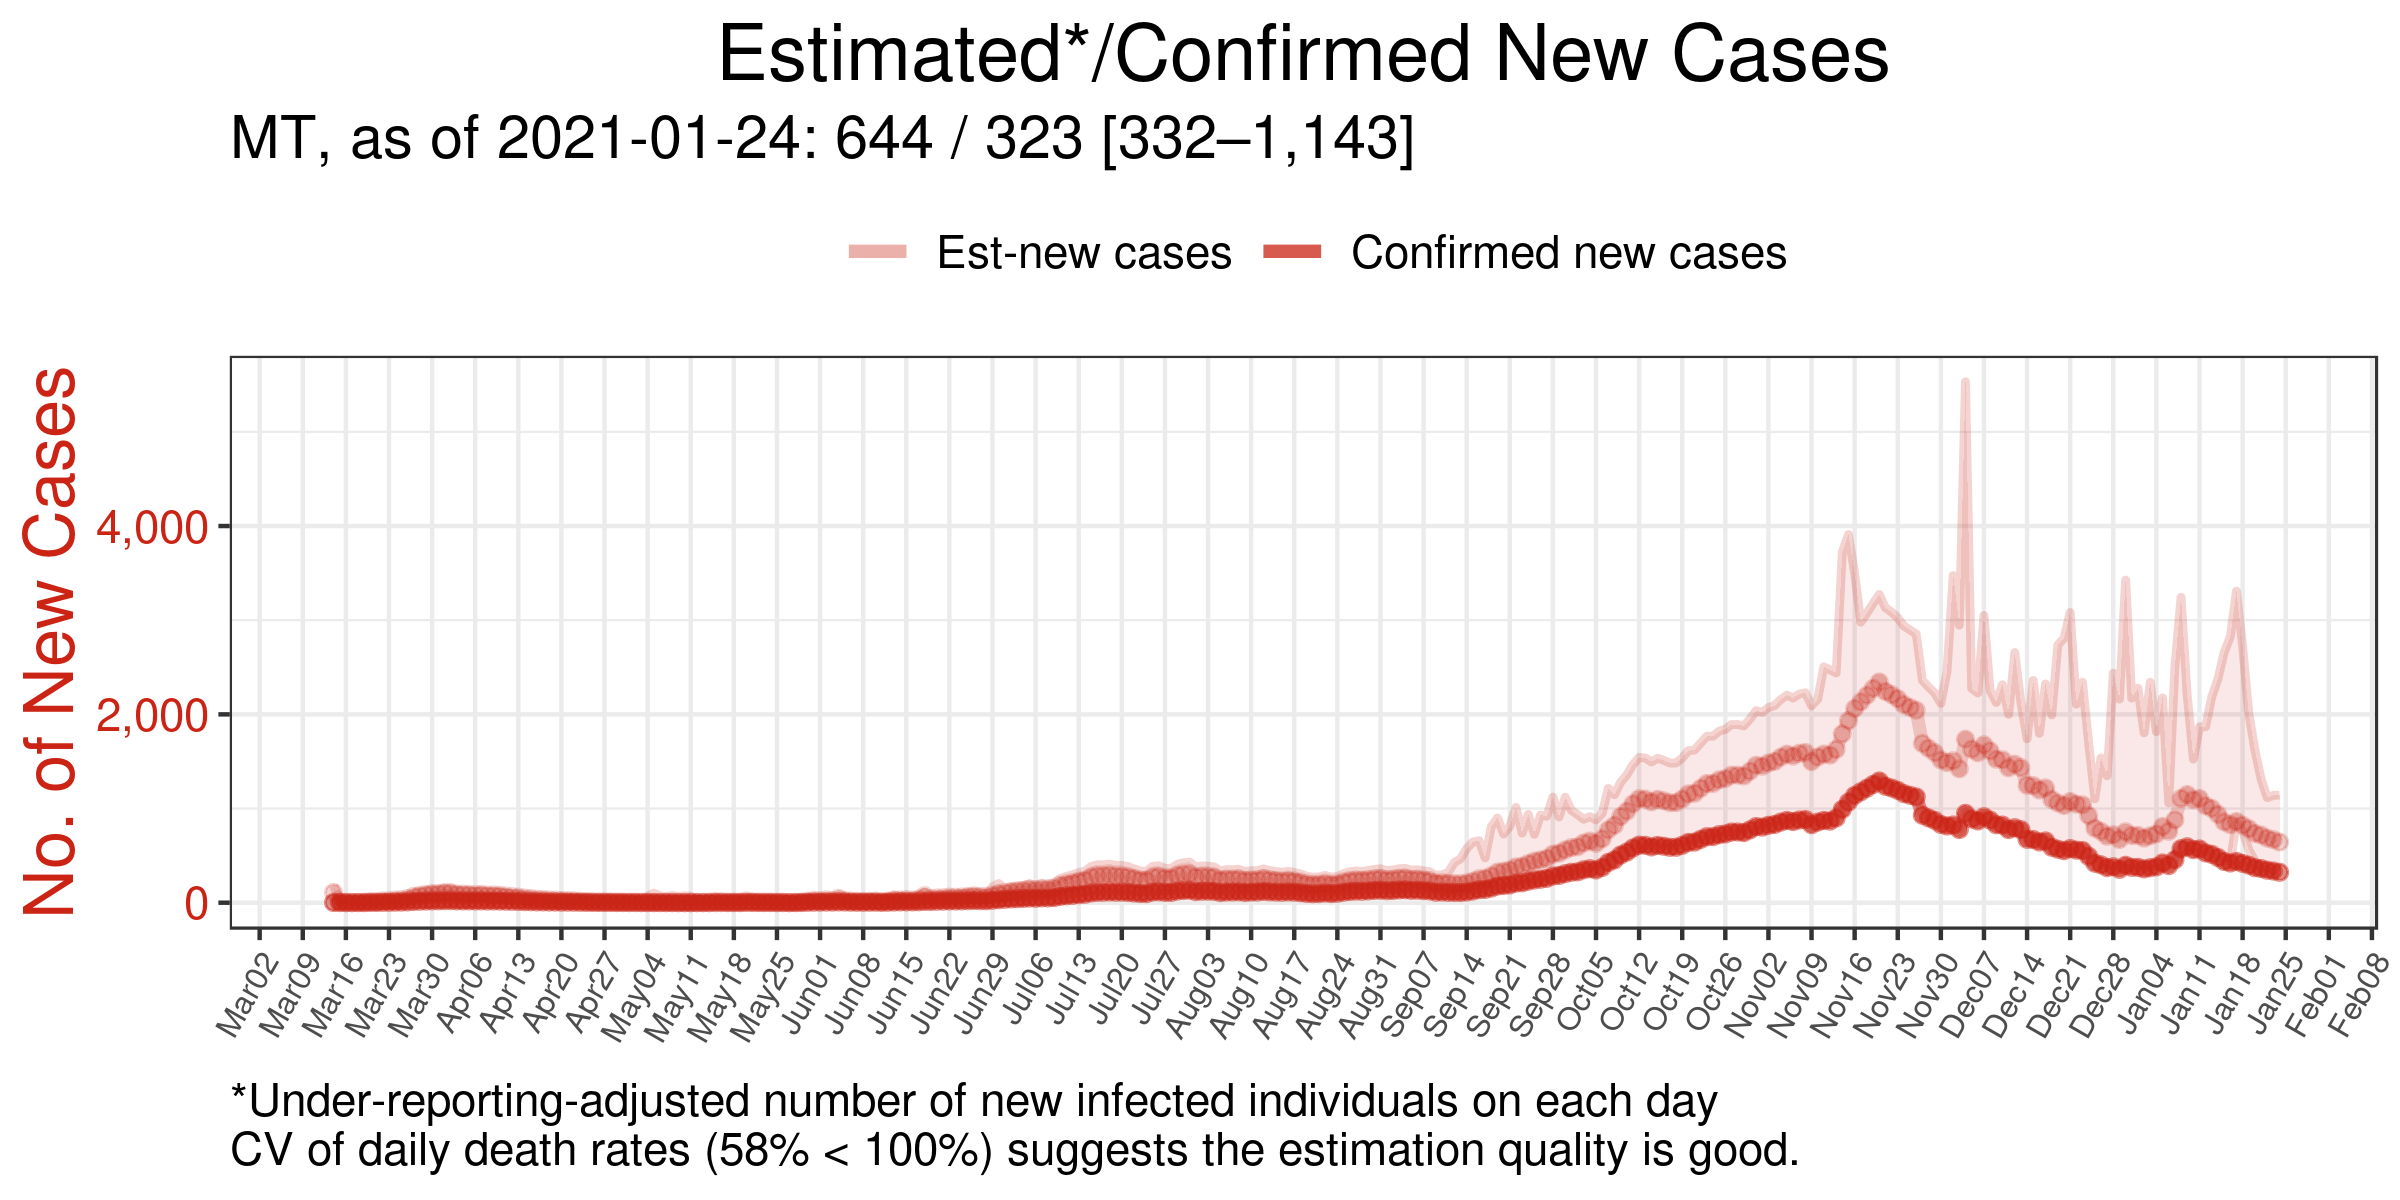 Estimated*/Confirmed New Cases
MT, as of 2021-01-24: 644 / 323 [332–1,143]
Est-new cases
Confirmed new cases
No. of New Cases
4,000
2,000
0
Mar02
Mar09
Mar16
Mar23
Mar30
Apr06
Apr13
Apr20
Apr27
May04
May11
May18
May25
Jun01
Jun08
Jun15
Jun22
Jun29
Jul06
Jul13
Jul20
Jul27
Aug03
Aug10
Aug17
Aug24
Aug31
Sep07
Sep14
Sep21
Sep28
Oct05
Oct12
Oct19
Oct26
Nov02
Nov09
Nov16
Nov23
Nov30
Dec07
Dec14
Dec21
Dec28
Jan04
Jan11
Jan18
Jan25
Feb01
Feb08
*Under-reporting-adjusted number of new infected individuals on each day
CV of daily death rates (58% < 100%) suggests the estimation quality is good.